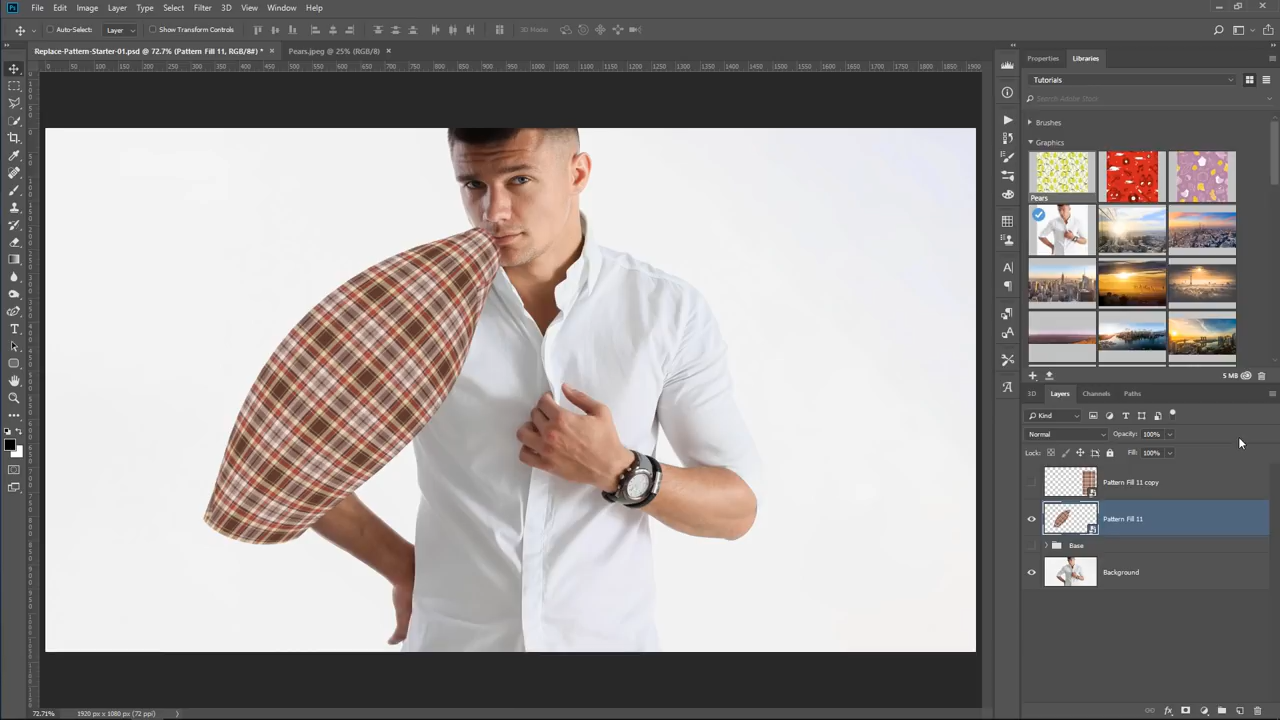 Ps File Edit Image Layer Type Select Filter 3D View Window Help
Auto-Select: Layer Show Transform Controls 3D Mode:
Replace-Pattern-Starter-01.psd @ 72.7% (Pattern Fill 11, RGB/8#) * × Pears.jpeg @ 25% (RGB/8) ×
Properties Libraries
Tutorials
Search Adobe Stock
Brushes
Graphics
Pears
5 MB
3D Layers Channels Paths
Kind
Normal Opacity: 100%
Lock: Fill: 100%
Pattern Fill 11 copy
Pattern Fill 11
Base
Background
72.71% 1920 px x 1080 px (72 ppi)